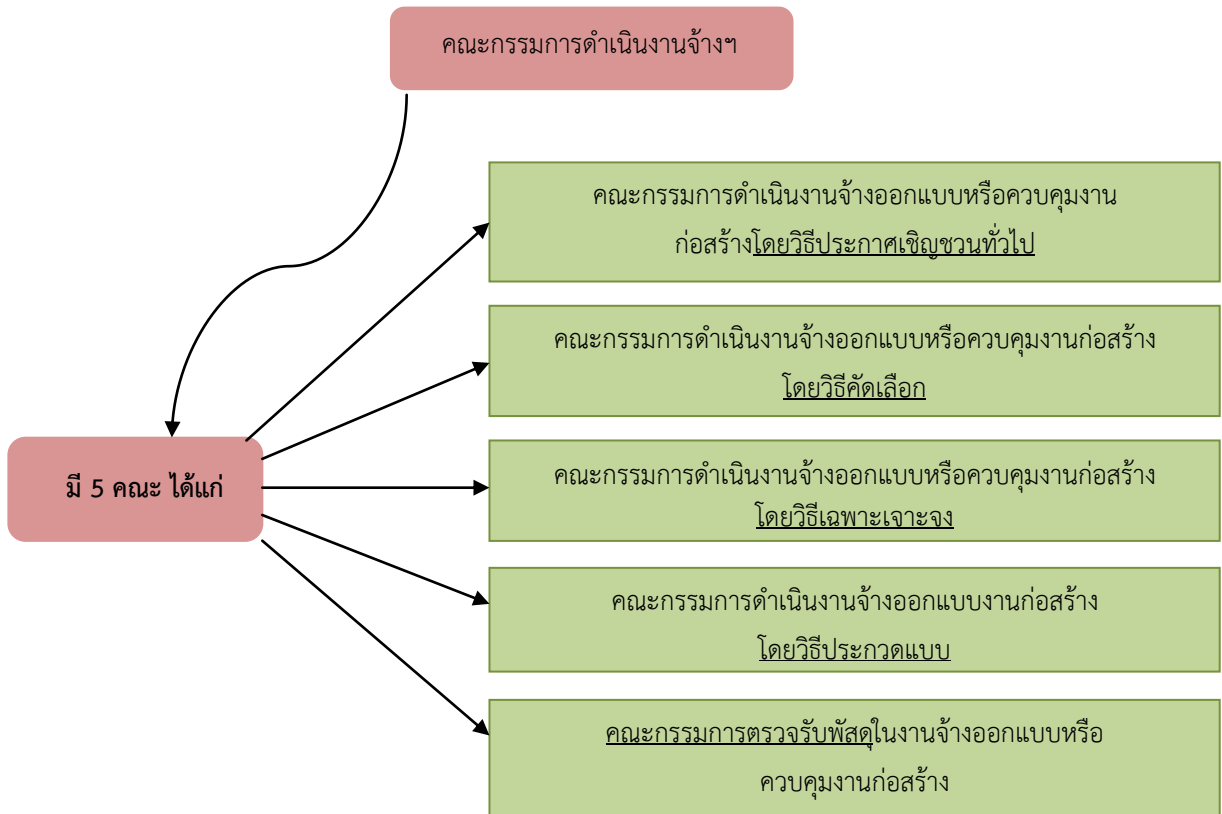 คณะกรรมการดำเนินงานจ้างฯ
คณะกรรมการดำเนินงานจ้างออกแบบหรือควบคุมงาน
ก่อสร้างโดยวิธีประกาศเชิญชวนทั่วไป
คณะกรรมการดำเนินงานจ้างออกแบบหรือควบคุมงานก่อสร้าง
โดยวิธีคัดเลือก
มี 5 คณะ ได้แก่
คณะกรรมการดำเนินงานจ้างออกแบบหรือควบคุมงานก่อสร้าง
โดยวิธีเฉพาะเจาะจง
คณะกรรมการดำเนินงานจ้างออกแบบงานก่อสร้าง
โดยวิธีประกวดแบบ
คณะกรรมการตรวจรับพัสดุในงานจ้างออกแบบหรือ
ควบคุมงานก่อสร้าง